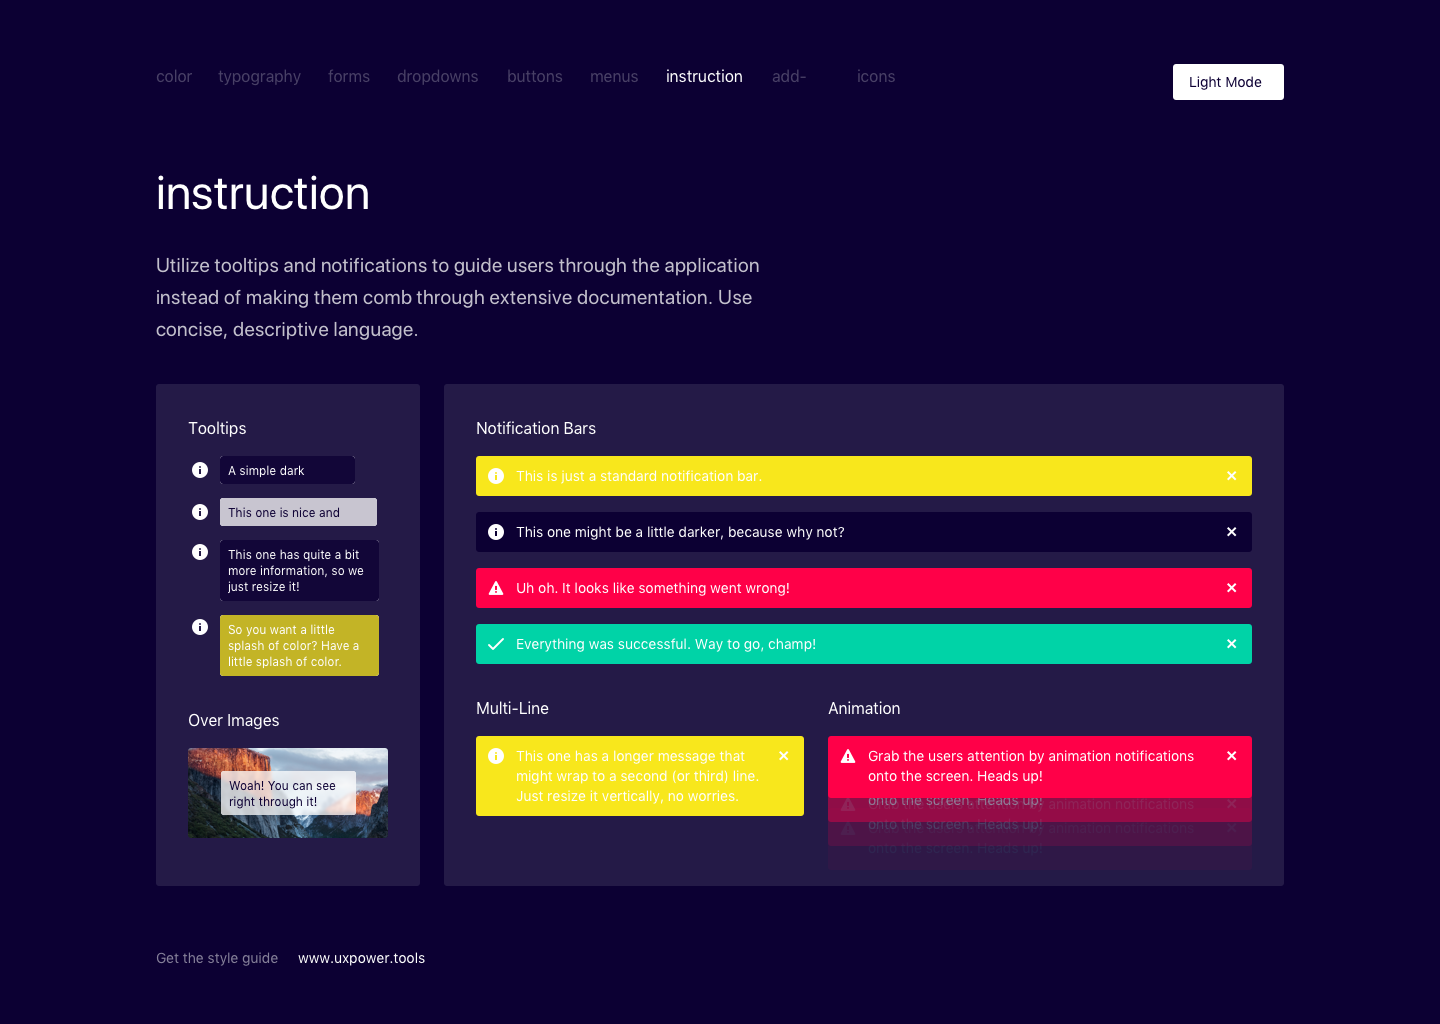 color typography forms dropdowns buttons menus instruction add- icons
Light Mode
instruction
Utilize tooltips and notifications to guide users through the application
instead of making them comb through extensive documentation. Use
concise, descriptive language.
Tooltips
A simple dark
This one is nice and
This one has quite a bit
more information, so we
just resize it!
So you want a little
splash of color? Have a
little splash of color.
Over Images
Woah! You can see
right through it!
Notification Bars
This is just a standard notification bar.
This one might be a little darker, because why not?
Uh oh. It looks like something went wrong!
Everything was successful. Way to go, champ!
Multi-Line
This one has a longer message that
might wrap to a second (or third) line.
Just resize it vertically, no worries.
Animation
Grab the users attention by animation notifications
onto the screen. Heads up!
onto the screen. Heads up!
animation notifications
onto the screen. Heads up!
animation notifications
onto the screen. Heads up!
Get the style guide www.uxpower.tools